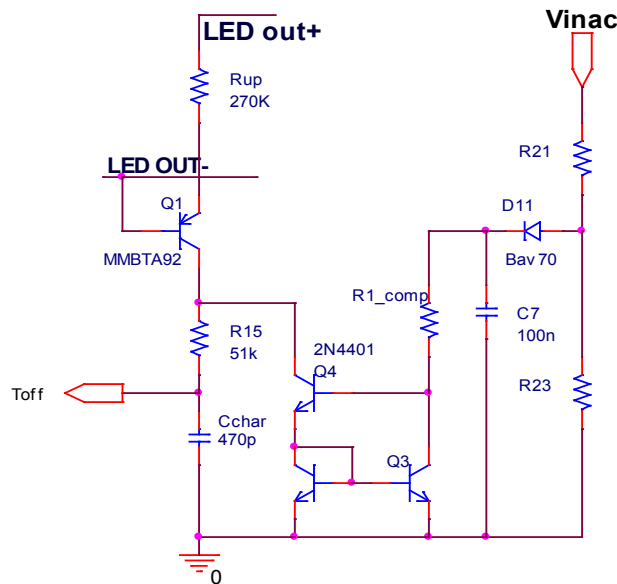 LED out+
Vinac
Rup
270K
R21
LED OUT-
Q1
D11
MMBTA92
Bav70
R1_comp
C7
100n
R15
51k
2N4401
Q4
R23
Toff
Cchar
470p
Q3
0